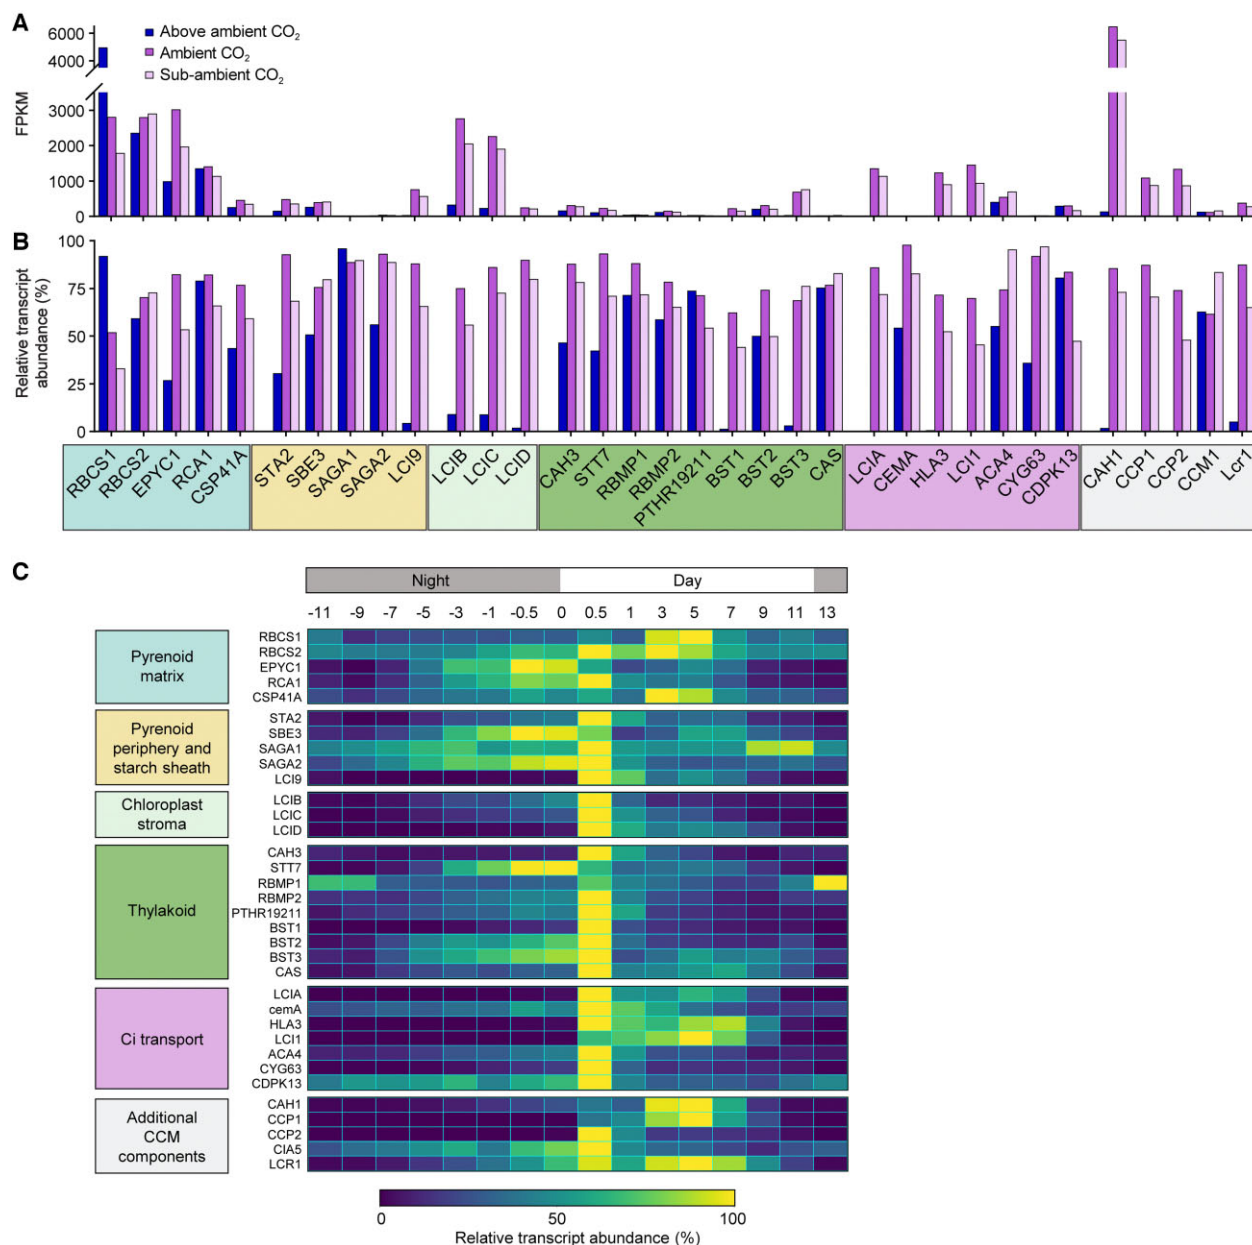 A
6000
4000
3000
2000
1000
0
FPKM
Above ambient CO₂
Ambient CO₂
Sub-ambient CO₂
B
100
75
50
25
0
Relative transcript
abundance (%)
RBCS1
RBCS2
EPYC1
RCA1
CSP41A
STA2
SBE3
SAGA1
SAGA2
LCI9
LCIB
LCIC
LCID
CAH3
STT7
RBMP1
RBMP2
PTHR19211
BST1
BST2
BST3
CAS
LCIA
CEMA
HLA3
LCI1
ACA4
CYG63
CDPK13
CAH1
CCP1
CCP2
CCM1
Lcr1
C
Night Day
-11 -9 -7 -5 -3 -1 -0.5 0 0.5 1 3 5 7 9 11 13
Pyrenoid
matrix
RBCS1
RBCS2
EPYC1
RCA1
CSP41A
Pyrenoid
periphery and
starch sheath
STA2
SBE3
SAGA1
SAGA2
LCI9
Chloroplast
stroma
LCIB
LCIC
LCID
Thylakoid
CAH3
STT7
RBMP1
RBMP2
PTHR19211
BST1
BST2
BST3
CAS
Ci transport
LCIA
cemA
HLA3
LCI1
ACA4
CYG63
CDPK13
Additional
CCM
components
CAH1
CCP1
CCP2
CIA5
LCR1
0 50 100
Relative transcript abundance (%)